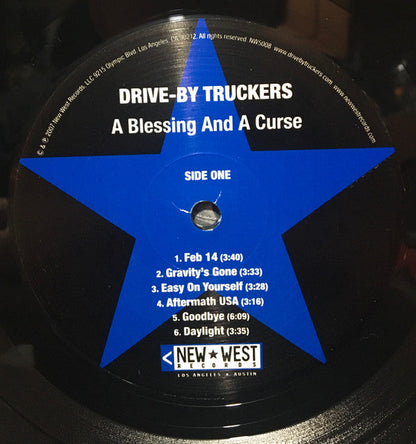 © & ℗ 2007 New West Records, LLC 9215 Olympic Blvd. Los Angeles, CA 90212. All rights reserved NW5008 www.drivebytruckers.com www.newwestrecords.com
DRIVE-BY TRUCKERS
A Blessing And A Curse
SIDE ONE
1. Feb 14 (3:40)
2. Gravity's Gone (3:33)
3. Easy On Yourself (3:28)
4. Aftermath USA (3:16)
5. Goodbye (6:09)
6. Daylight (3:35)
< NEW★WEST
RECORDS
LOS ANGELES ★ AUSTIN